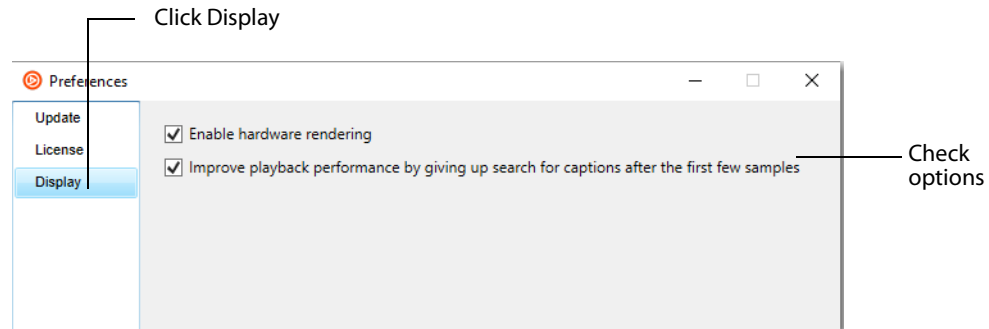 Click Display
Preferences
Update
License
Display
Enable hardware rendering
Improve playback performance by giving up search for captions after the first few samples
Check
options